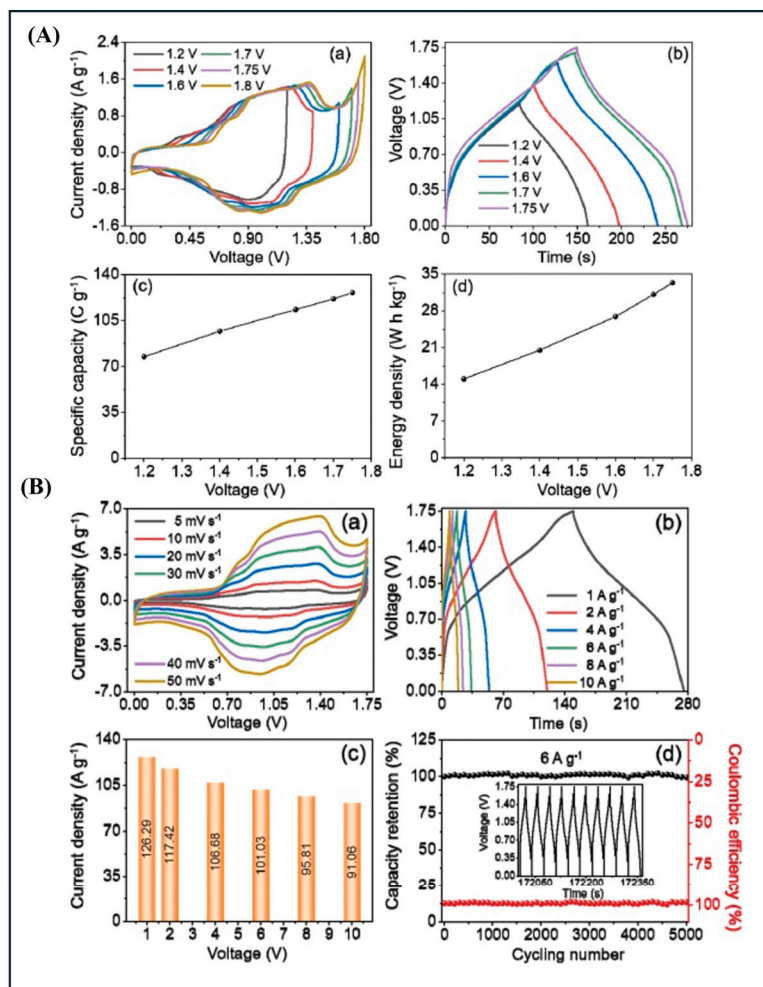 (A)
(a)
1.2 V
1.7 V
1.4 V
1.75 V
1.6 V
1.8 V
Current density (A g⁻¹)
2.4
1.6
0.8
0.0
-0.8
-1.6
0.00 0.45 0.90 1.35 1.80
Voltage (V)
(b)
Voltage (V)
1.75
1.40
1.05
0.70
0.35
0.00
1.2 V
1.4 V
1.6 V
1.7 V
1.75 V
0 50 100 150 200 250
Time (s)
(c)
Specific capacity (C g⁻¹)
140
105
70
35
0
1.2 1.3 1.4 1.5 1.6 1.7 1.8
Voltage (V)
(d)
Energy density (W h kg⁻¹)
35
28
21
14
7
0
1.2 1.3 1.4 1.5 1.6 1.7 1.8
Voltage (V)
(B)
(a)
Current density (A g⁻¹)
7.0
3.5
0.0
-3.5
-7.0
5 mV s⁻¹
10 mV s⁻¹
20 mV s⁻¹
30 mV s⁻¹
40 mV s⁻¹
50 mV s⁻¹
0.00 0.35 0.70 1.05 1.40 1.75
Voltage (V)
(b)
Voltage (V)
1.75
1.40
1.05
0.70
0.35
0.00
1 A g⁻¹
2 A g⁻¹
4 A g⁻¹
6 A g⁻¹
8 A g⁻¹
10 A g⁻¹
0 70 140 210 280
Time (s)
(c)
Current density (A g⁻¹)
140
105
70
35
0
126.29
117.42
106.68
101.03
95.81
91.06
1 2 3 4 5 6 7 8 9 10
Voltage (V)
(d)
6 A g⁻¹
Capacity retention (%)
125
100
75
50
25
0
Voltage (V)
1.75
1.40
1.05
0.70
0.35
0.00
172050 172200 172350
Time (s)
0
25
50
75
100
Coulombic efficiency (%)
0 1000 2000 3000 4000 5000
Cycling number